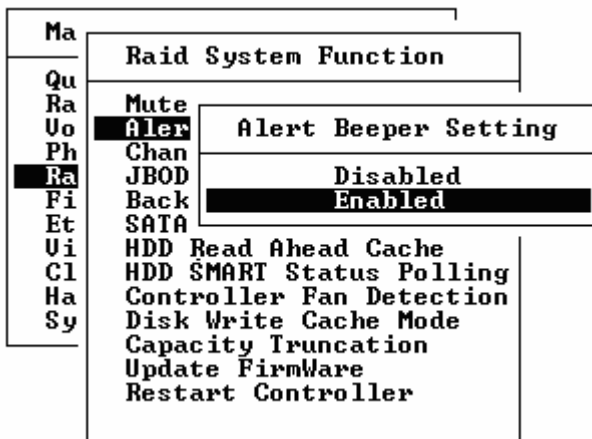 Ma
Raid System Function
Qu
Ra
Vo
Ph
Ra
Fi
Et
Vi
Cl
Ha
Sy
Mute
Aler
Chan
JBOD
Back
SATA
HDD Read Ahead Cache
HDD SMART Status Polling
Controller Fan Detection
Disk Write Cache Mode
Capacity Truncation
Update FirmWare
Restart Controller
Alert Beeper Setting
Disabled
Enabled